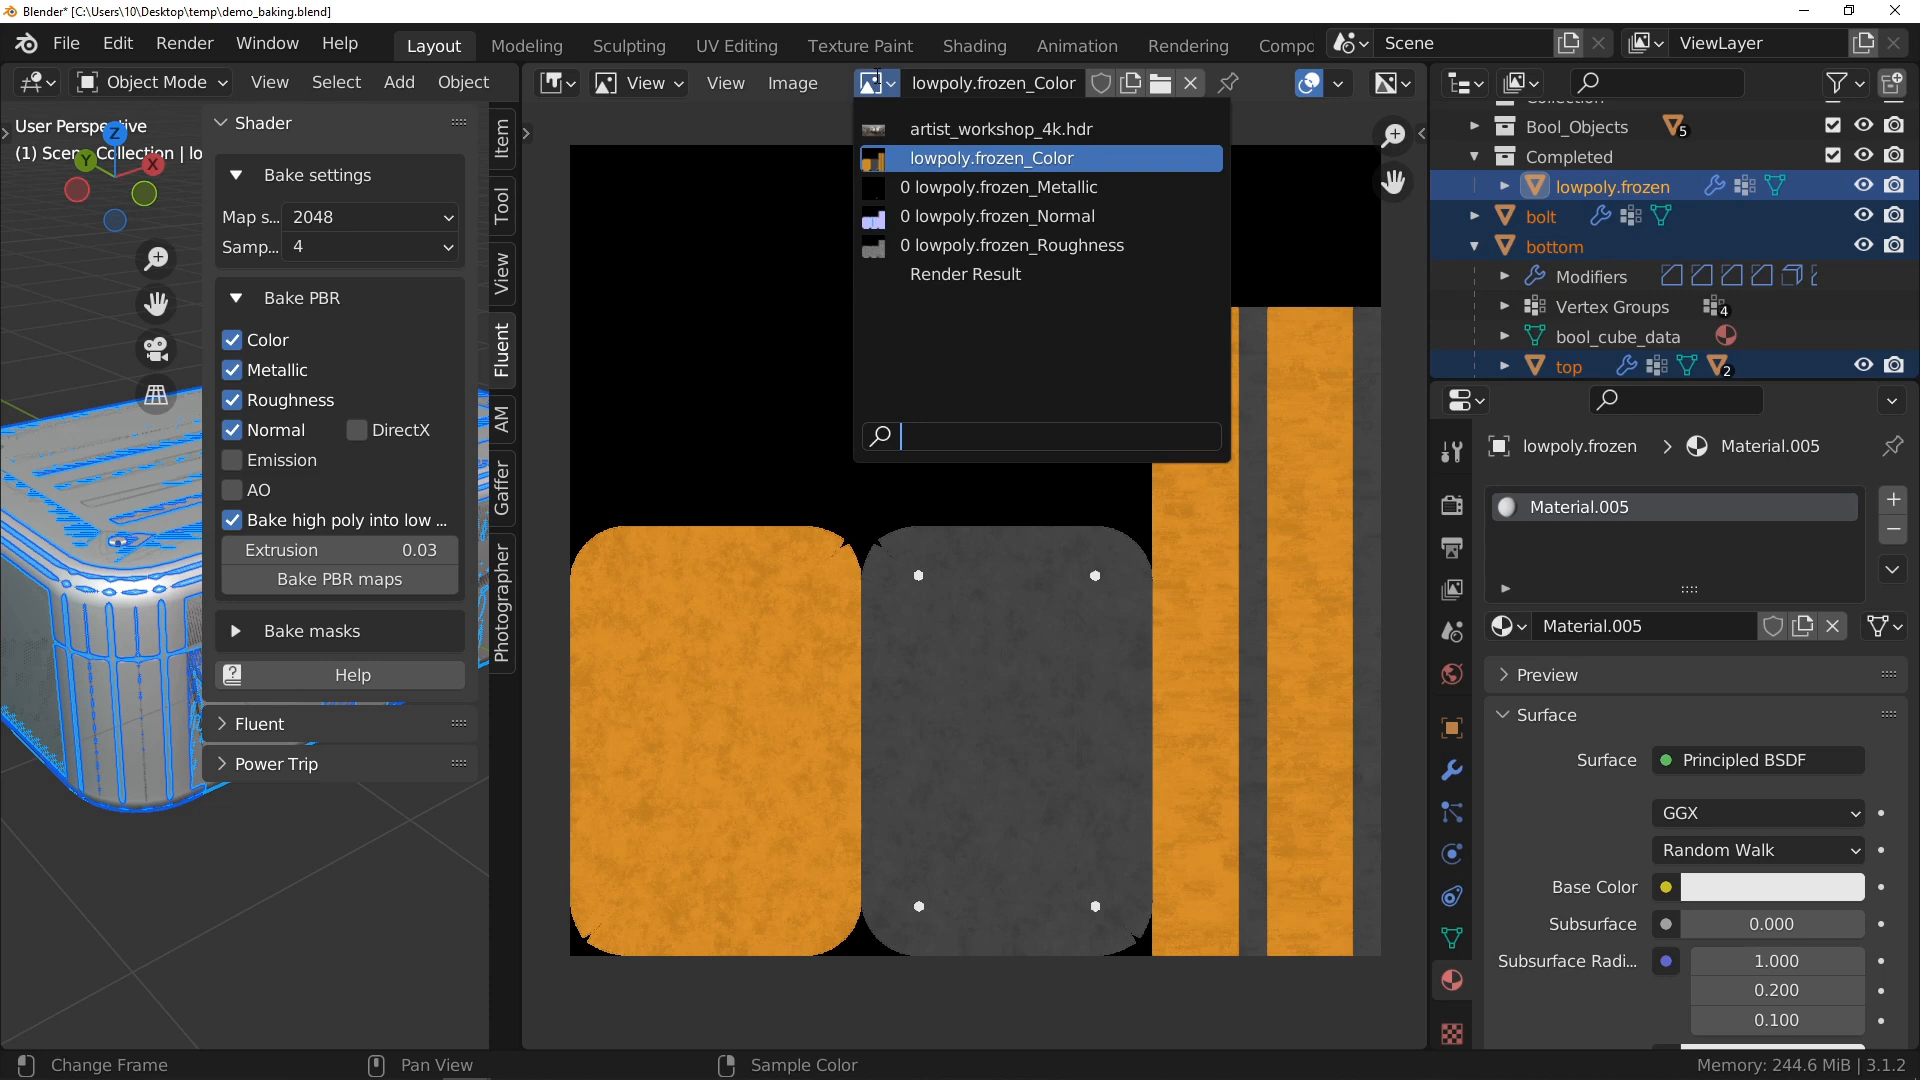 Blender* [C:\Users\10\Desktop\temp\demo_baking.blend]
File Edit Render Window Help
Layout Modeling Sculpting UV Editing Texture Paint Shading Animation Rendering Compo
Scene
ViewLayer
Object Mode View Select Add Object
View View Image
lowpoly.frozen_Color
User Perspective
(1) Scene Collection | lo
Z
Y
X
Shader
Bake settings
Map s... 2048
Samp... 4
Bake PBR
Color
Metallic
Roughness
Normal DirectX
Emission
AO
Bake high poly into low ...
Extrusion 0.03
Bake PBR maps
Bake masks
Help
Fluent
Power Trip
Item
Tool
View
Fluent
AM
Gaffer
Photographer
artist_workshop_4k.hdr
lowpoly.frozen_Color
0 lowpoly.frozen_Metallic
0 lowpoly.frozen_Normal
0 lowpoly.frozen_Roughness
Render Result
Bool_Objects 5
Completed
lowpoly.frozen
bolt
bottom
Modifiers
Vertex Groups 4
bool_cube_data
top 2
lowpoly.frozen Material.005
Material.005
Material.005
Preview
Surface
Surface Principled BSDF
GGX
Random Walk
Base Color
Subsurface 0.000
Subsurface Radi... 1.000
0.200
0.100
Change Frame Pan View Sample Color
Memory: 244.6 MiB | 3.1.2